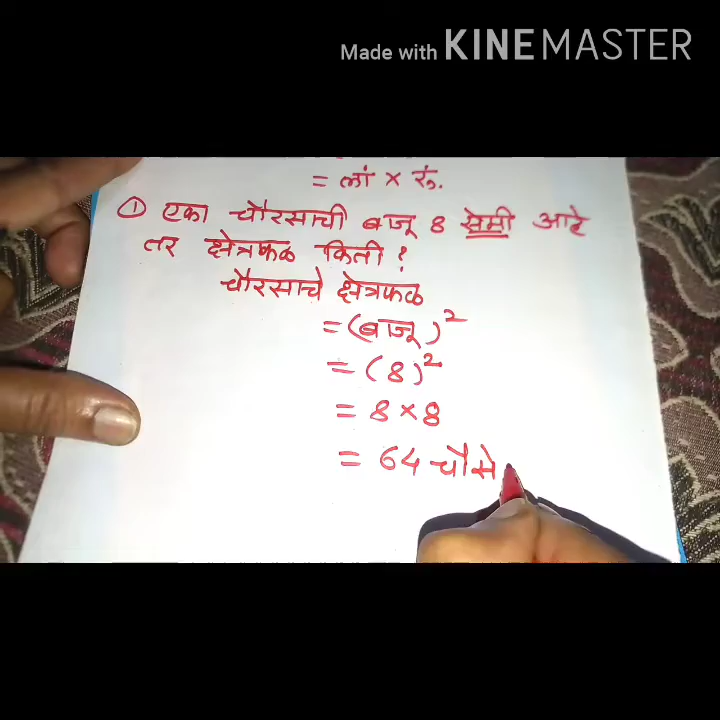 Made with KINEMASTER
= लां × रुं.
① एका चौरसाची बाजू 8 सेमी आहे
तर क्षेत्रफळ किती?
चौरसाचे क्षेत्रफळ
= (बाजू)²
= (8)²
= 8 × 8
= 64 चौसे